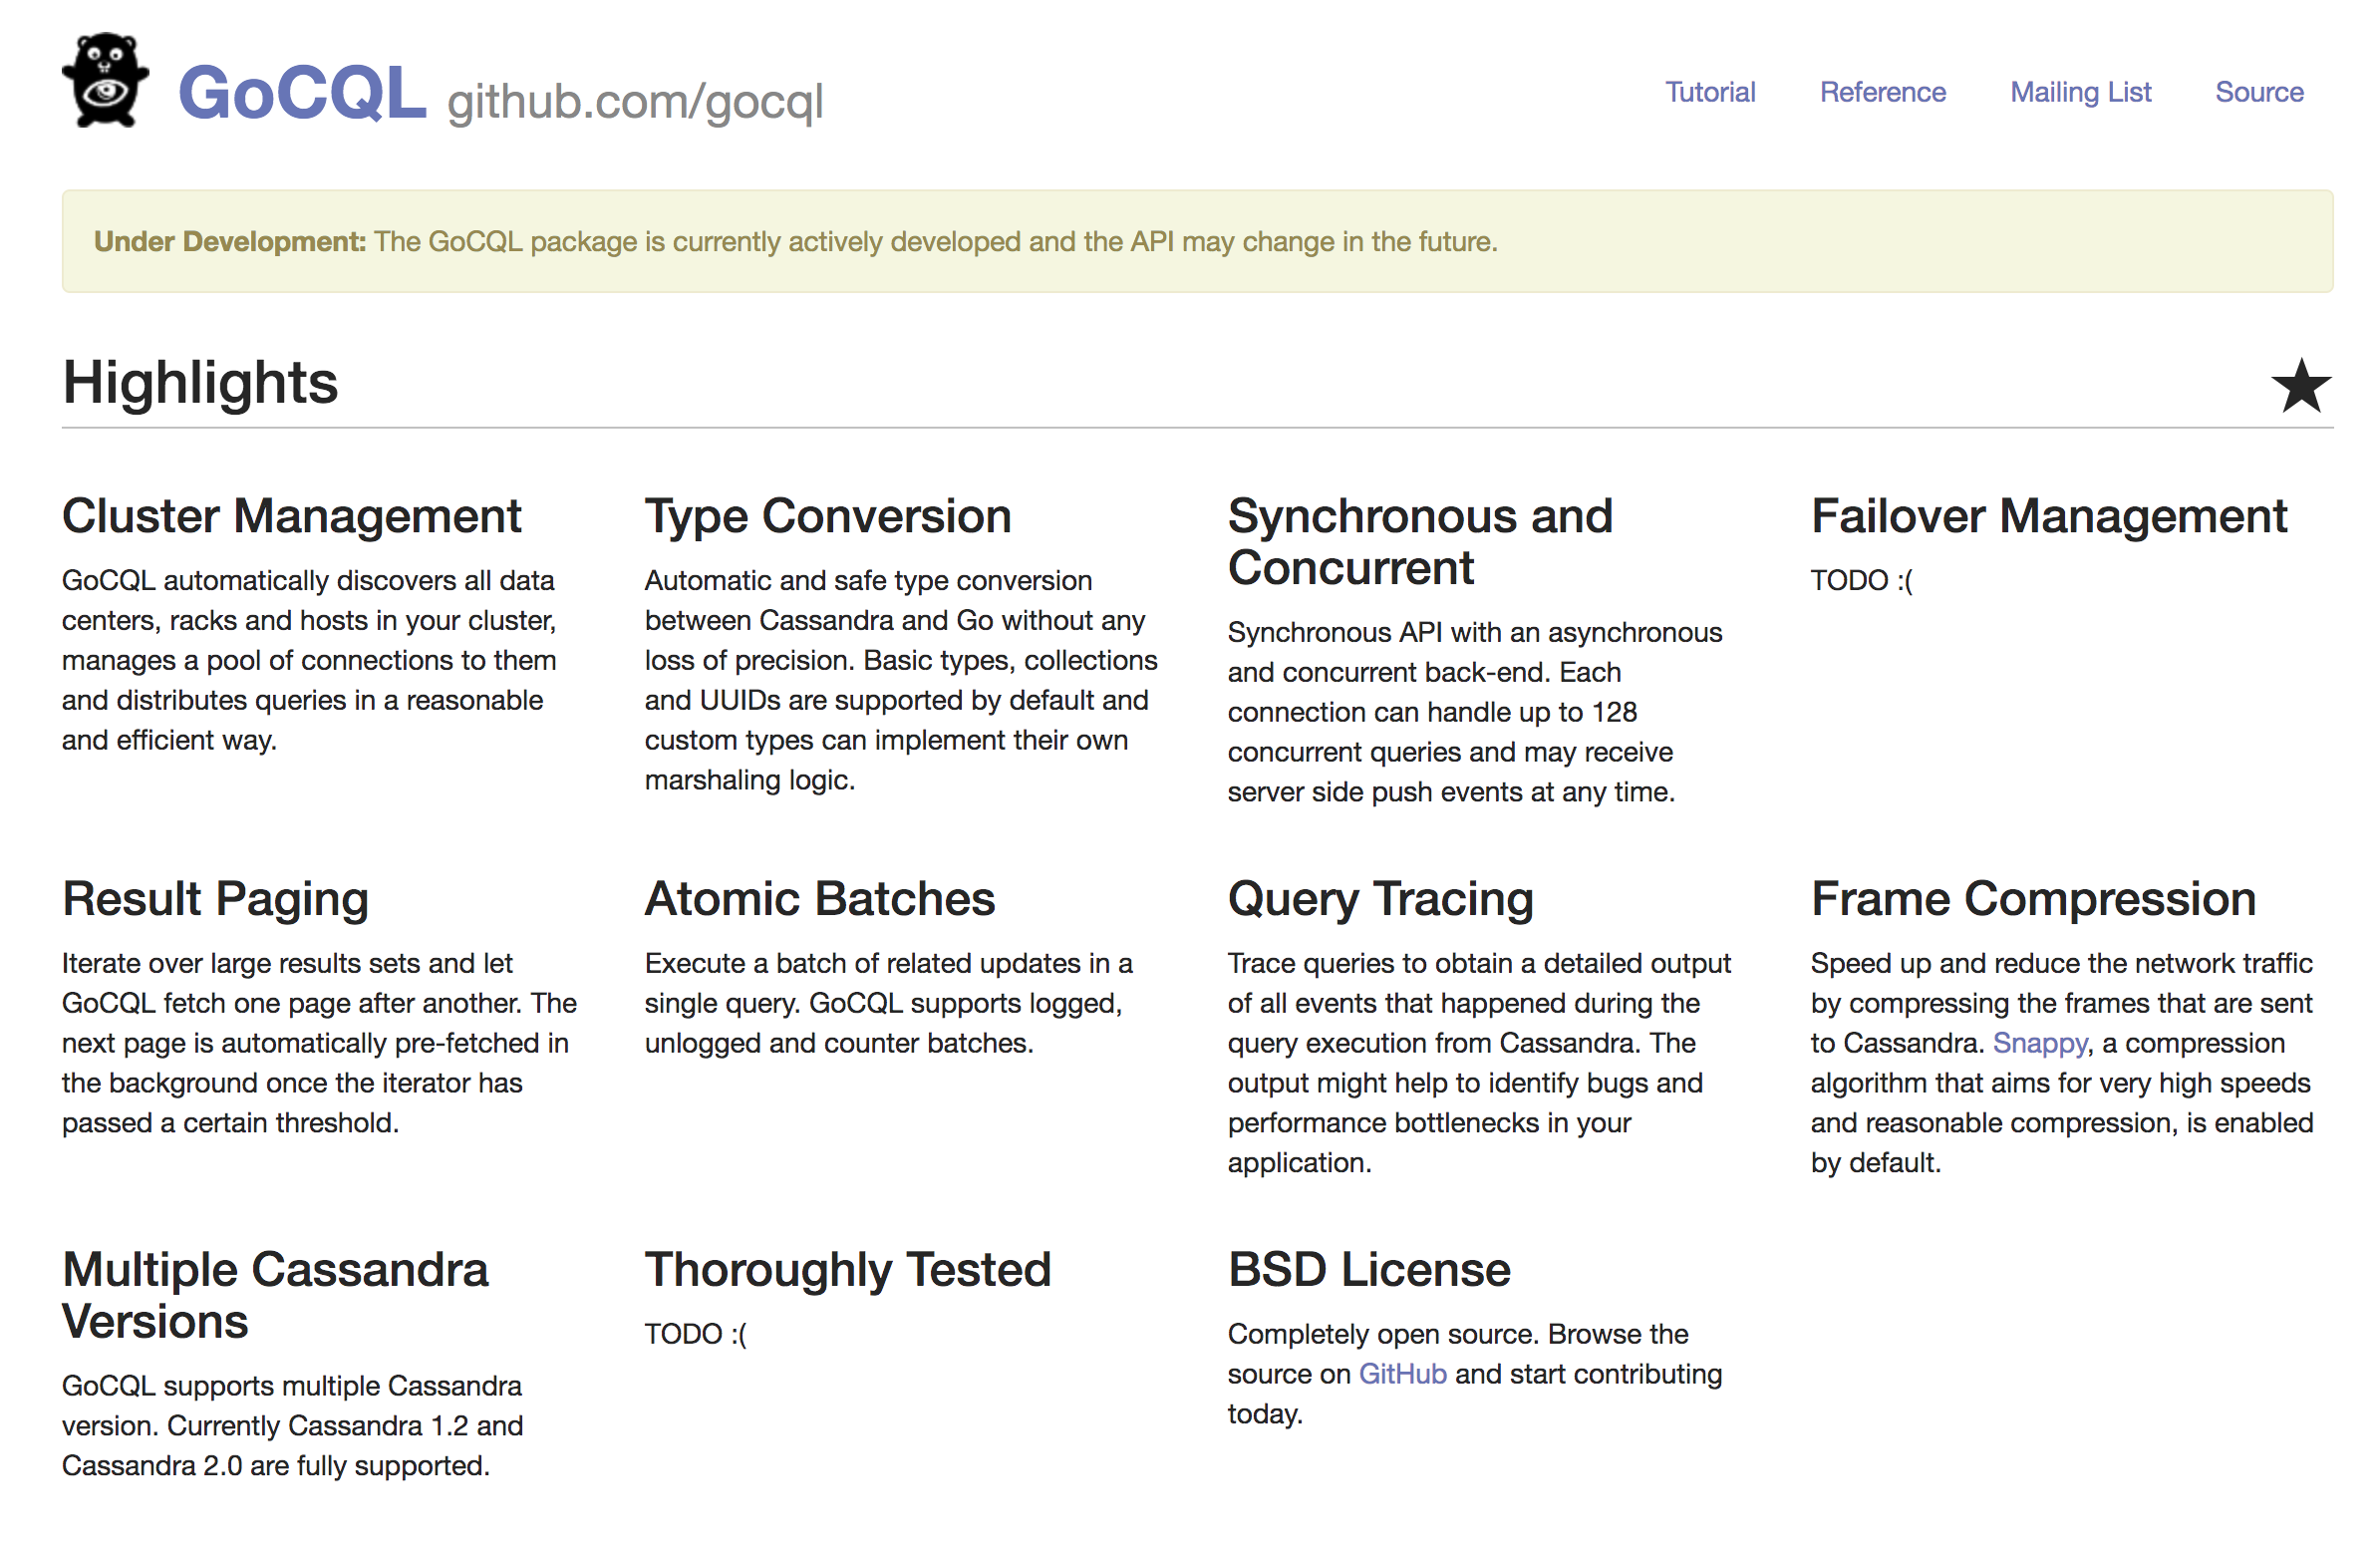 GoCQL github.com/gocql
Tutorial Reference Mailing List Source
Under Development: The GoCQL package is currently actively developed and the API may change in the future.
Highlights
Cluster Management
GoCQL automatically discovers all data
centers, racks and hosts in your cluster,
manages a pool of connections to them
and distributes queries in a reasonable
and efficient way.
Type Conversion
Automatic and safe type conversion
between Cassandra and Go without any
loss of precision. Basic types, collections
and UUIDs are supported by default and
custom types can implement their own
marshaling logic.
Synchronous and
Concurrent
Synchronous API with an asynchronous
and concurrent back-end. Each
connection can handle up to 128
concurrent queries and may receive
server side push events at any time.
Failover Management
TODO :(
Result Paging
Iterate over large results sets and let
GoCQL fetch one page after another. The
next page is automatically pre-fetched in
the background once the iterator has
passed a certain threshold.
Atomic Batches
Execute a batch of related updates in a
single query. GoCQL supports logged,
unlogged and counter batches.
Query Tracing
Trace queries to obtain a detailed output
of all events that happened during the
query execution from Cassandra. The
output might help to identify bugs and
performance bottlenecks in your
application.
Frame Compression
Speed up and reduce the network traffic
by compressing the frames that are sent
to Cassandra. Snappy, a compression
algorithm that aims for very high speeds
and reasonable compression, is enabled
by default.
Multiple Cassandra
Versions
GoCQL supports multiple Cassandra
version. Currently Cassandra 1.2 and
Cassandra 2.0 are fully supported.
Thoroughly Tested
TODO :(
BSD License
Completely open source. Browse the
source on GitHub and start contributing
today.